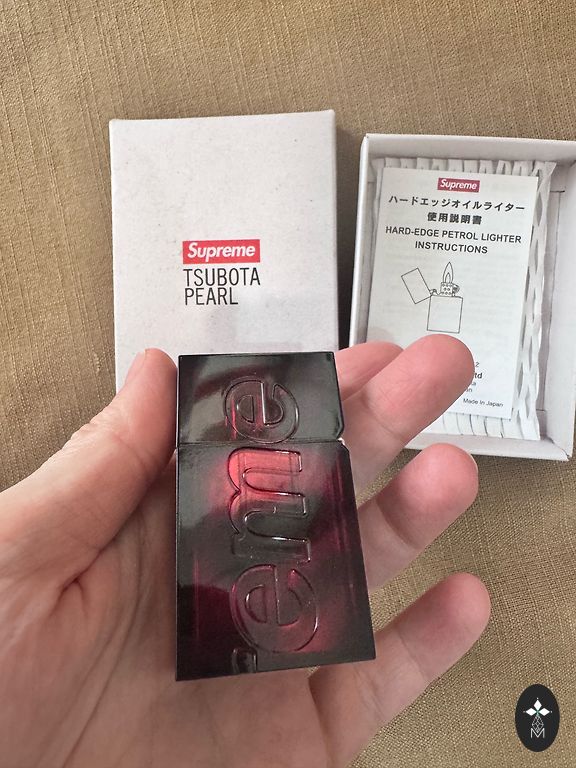 Supreme
TSUBOTA
PEARL
Supreme
ハードエッジオイルライター
使用説明書
HARD-EDGE PETROL LIGHTER
INSTRUCTIONS
Made In Japan
eme